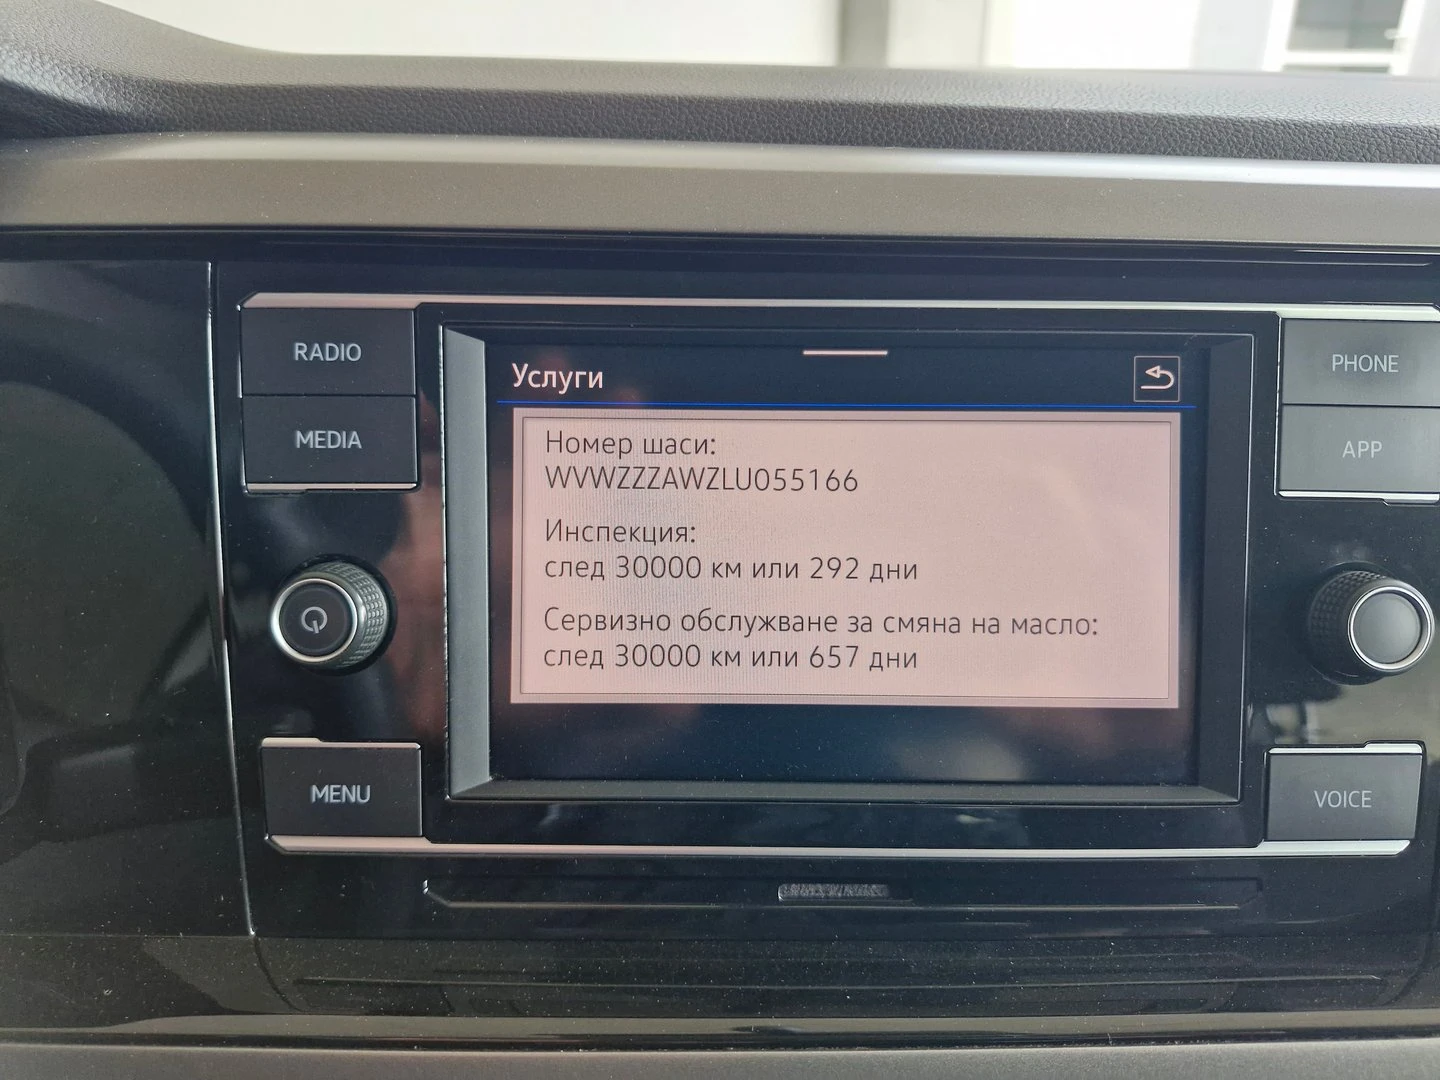 RADIO
MEDIA
MENU
Услуги
Номер шаси:
WVWZZZAWZLU055166
Инспекция:
след 30000 км или 292 дни
Сервизно обслужване за смяна на масло:
след 30000 км или 657 дни
PHONE
APP
VOICE